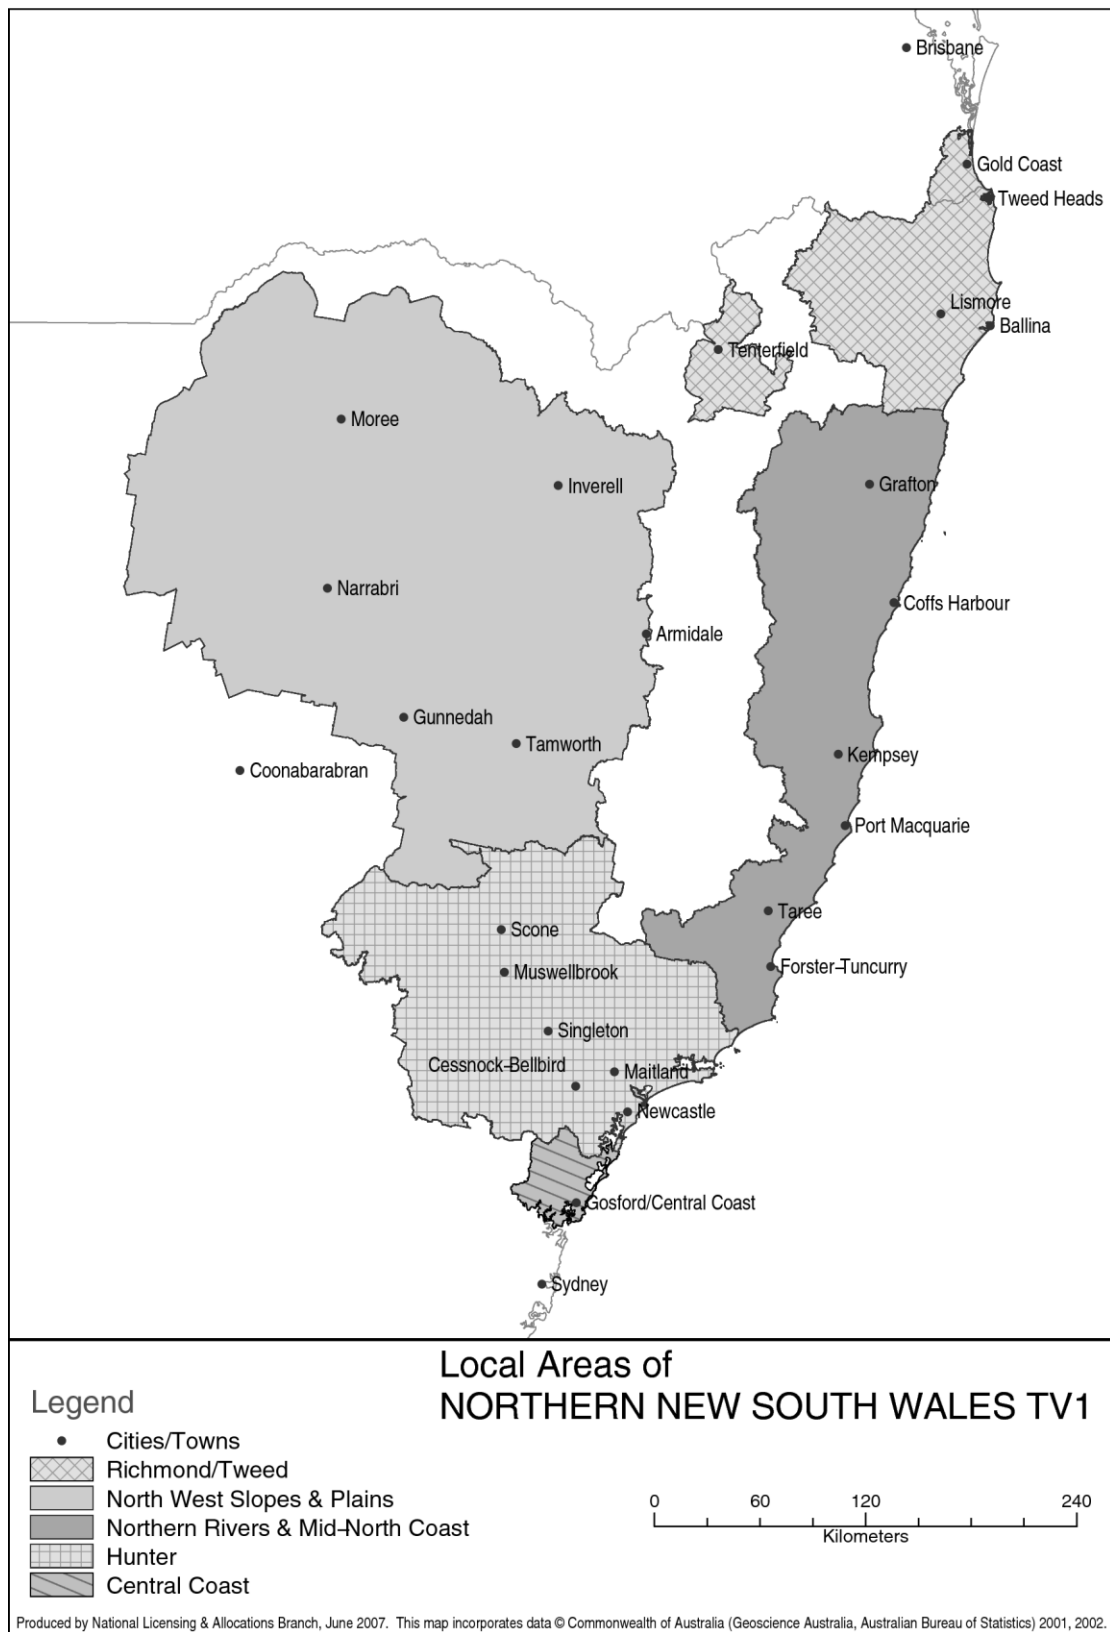 Brisbane
Gold Coast
Tweed Heads
Lismore
Ballina
Tenterfield
Moree
Inverell
Grafton
Narrabri
Coffs Harbour
Armidale
Gunnedah
Tamworth
Kempsey
Coonabarabran
Port Macquarie
Taree
Scone
Forster–Tuncurry
Muswellbrook
Singleton
Cessnock–Bellbird
Maitland
Newcastle
Gosford/Central Coast
Sydney
Local Areas of
NORTHERN NEW SOUTH WALES TV1
Legend
Cities/Towns
Richmond/Tweed
North West Slopes & Plains
Northern Rivers & Mid–North Coast
Hunter
Central Coast
0 60 120 240
Kilometers
Produced by National Licensing & Allocations Branch, June 2007. This map incorporates data © Commonwealth of Australia (Geoscience Australia, Australian Bureau of Statistics) 2001, 2002.